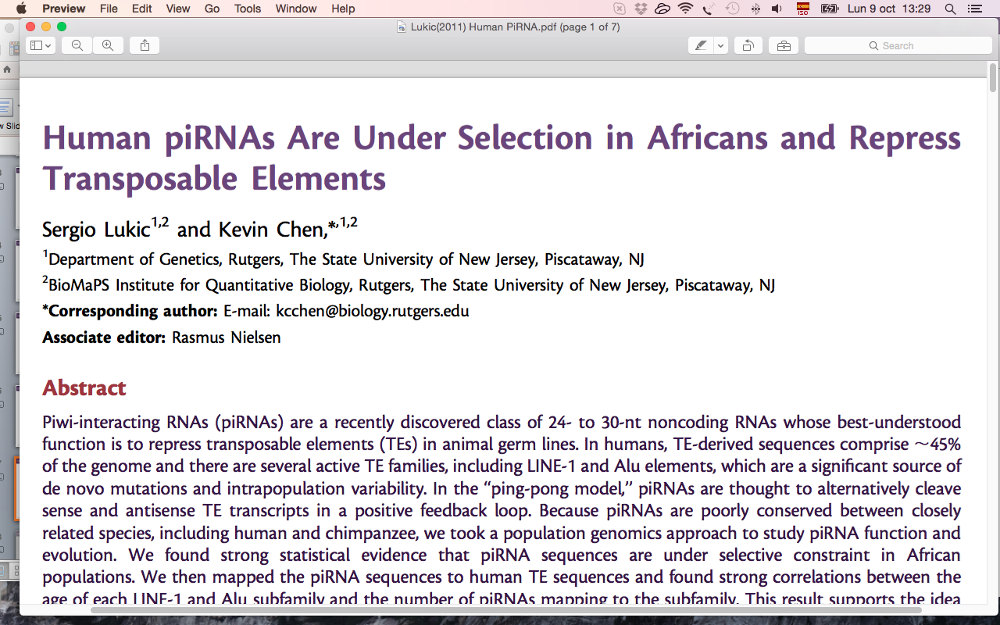 Preview File Edit View Go Tools Window Help Lun 9 oct 13:29
ISO
Lukic(2011) Human PiRNA.pdf (page 1 of 7)
Search
Human piRNAs Are Under Selection in Africans and Repress
Transposable Elements
Sergio Lukic1,2 and Kevin Chen,*,1,2
1Department of Genetics, Rutgers, The State University of New Jersey, Piscataway, NJ
2BioMaPS Institute for Quantitative Biology, Rutgers, The State University of New Jersey, Piscataway, NJ
*Corresponding author: E-mail: kcchen@biology.rutgers.edu
Associate editor: Rasmus Nielsen
Abstract
Piwi-interacting RNAs (piRNAs) are a recently discovered class of 24- to 30-nt noncoding RNAs whose best-understood
function is to repress transposable elements (TEs) in animal germ lines. In humans, TE-derived sequences comprise ~45%
of the genome and there are several active TE families, including LINE-1 and Alu elements, which are a significant source of
de novo mutations and intrapopulation variability. In the “ping-pong model,” piRNAs are thought to alternatively cleave
sense and antisense TE transcripts in a positive feedback loop. Because piRNAs are poorly conserved between closely
related species, including human and chimpanzee, we took a population genomics approach to study piRNA function and
evolution. We found strong statistical evidence that piRNA sequences are under selective constraint in African
populations. We then mapped the piRNA sequences to human TE sequences and found strong correlations between the
age of each LINE-1 and Alu subfamily and the number of piRNAs mapping to the subfamily. This result supports the idea